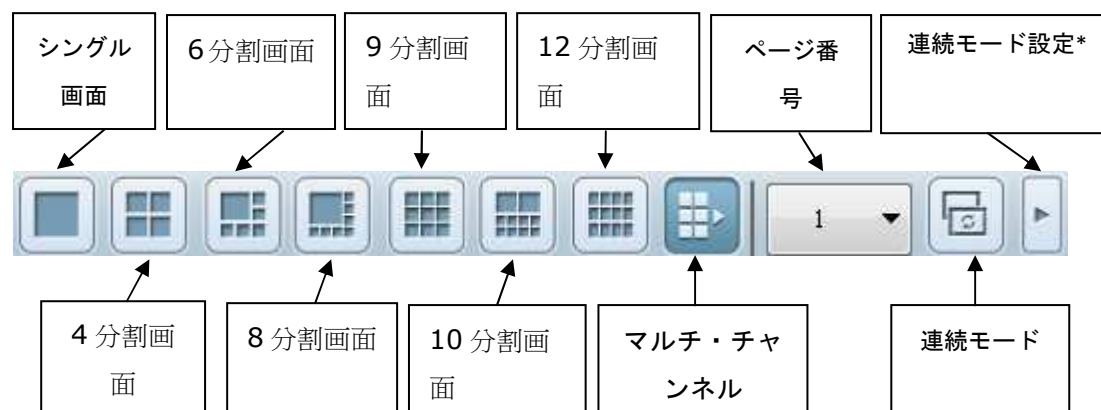 シングル
画面
6分割画面
9 分割画
面
12 分割画
面
ページ番
号
連続モード設定*
1
4 分割画
面
8 分割画面
10 分割画
面
マルチ・チャ
ンネル
連続モード